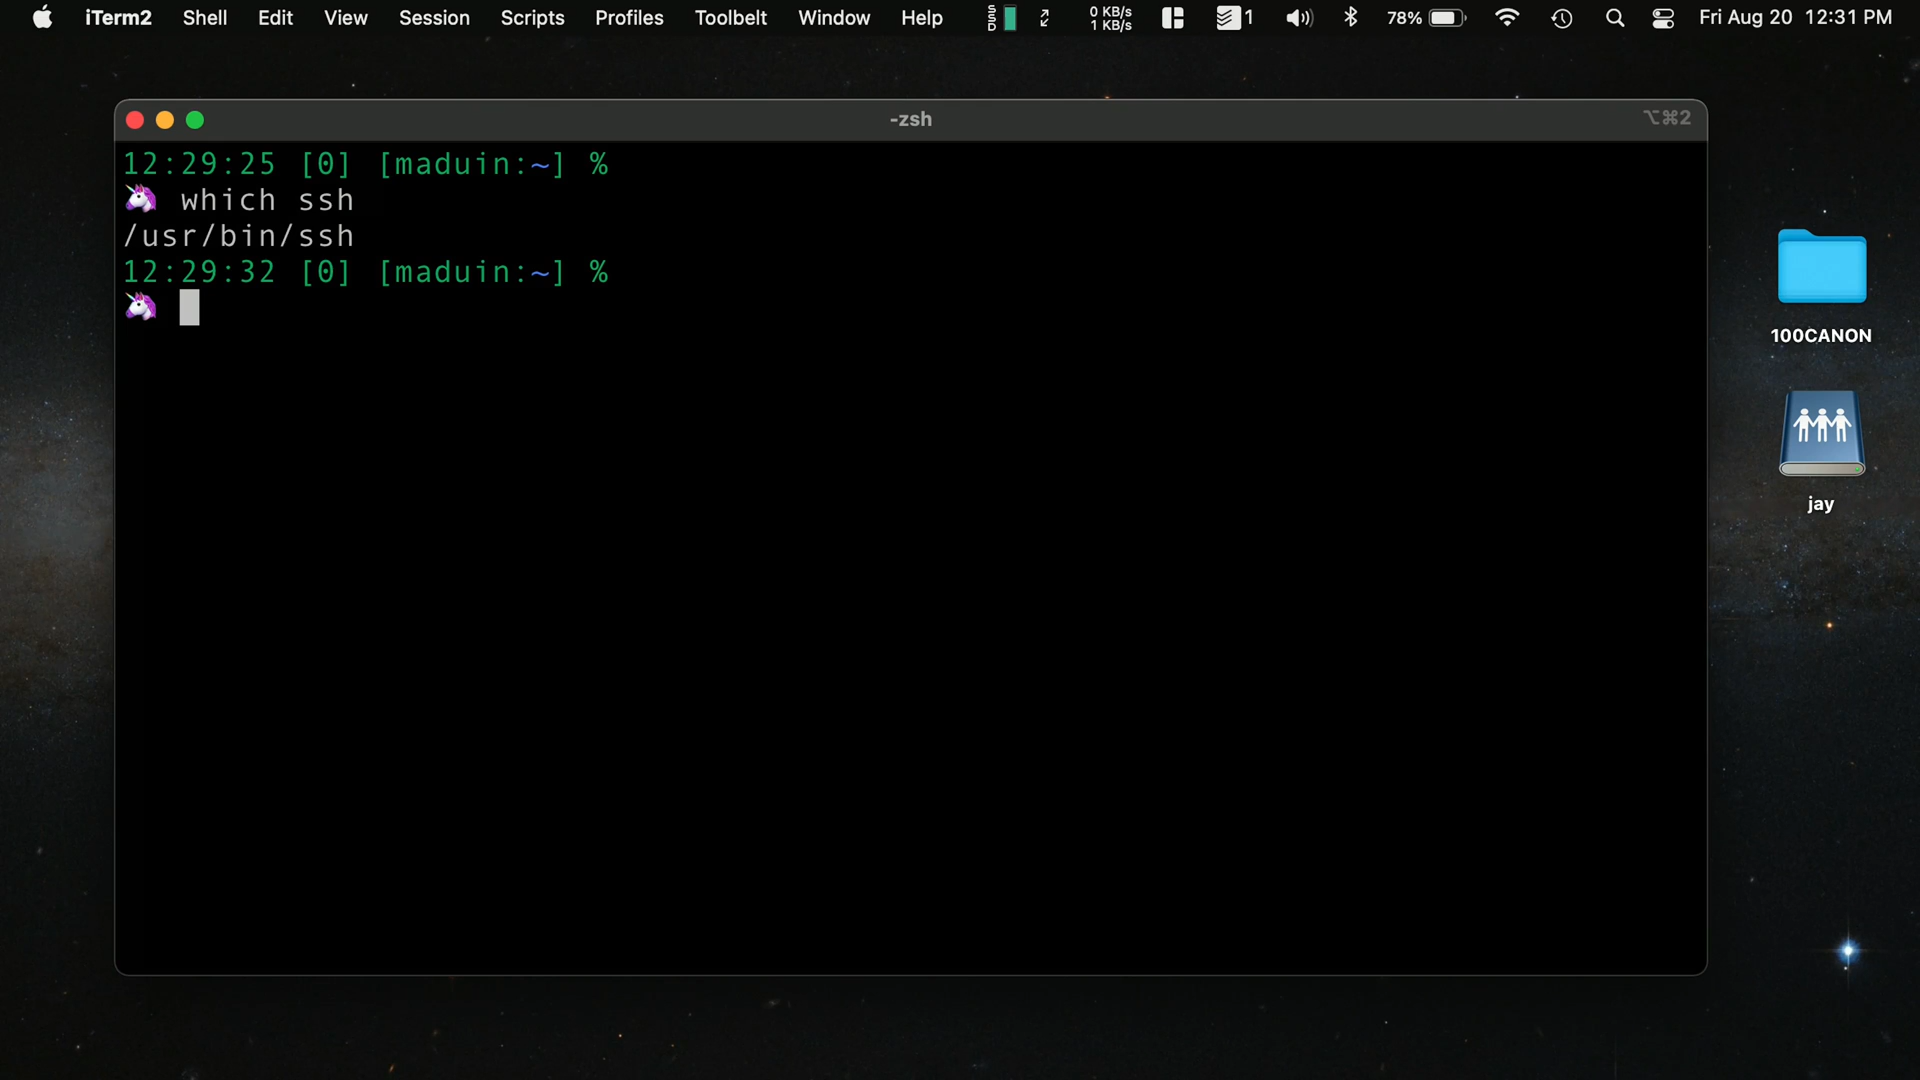 iTerm2 Shell Edit View Session Scripts Profiles Toolbelt Window Help SSD 0 KB/s 1 KB/s 1 78% Fri Aug 20 12:31 PM
-zsh ⌥⌘2
12:29:25 [0] [maduin:~] %
🦄 which ssh
/usr/bin/ssh
12:29:32 [0] [maduin:~] %
🦄
100CANON
jay